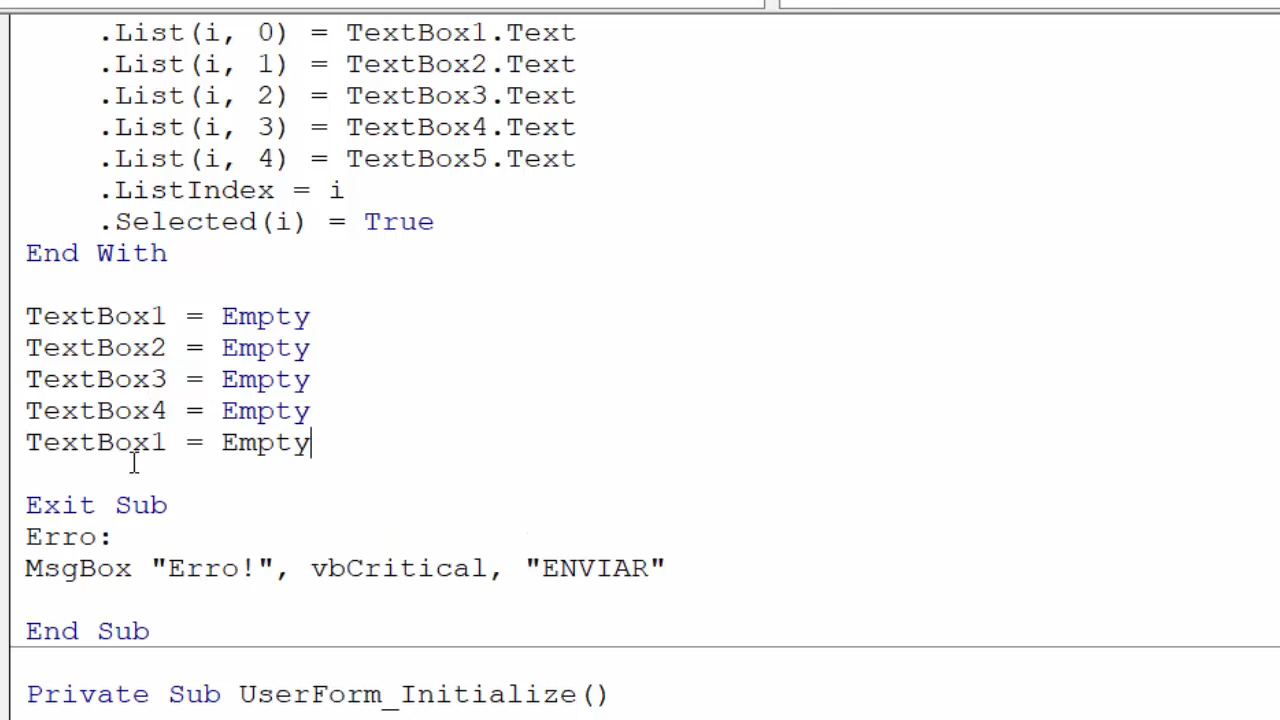 .List(i, 0) = TextBox1.Text
.List(i, 1) = TextBox2.Text
.List(i, 2) = TextBox3.Text
.List(i, 3) = TextBox4.Text
.List(i, 4) = TextBox5.Text
.ListIndex = i
.Selected(i) = True
End With
TextBox1 = Empty
TextBox2 = Empty
TextBox3 = Empty
TextBox4 = Empty
TextBox1 = Empty
Exit Sub
Erro:
MsgBox "Erro!", vbCritical, "ENVIAR"
End Sub
Private Sub UserForm_Initialize()